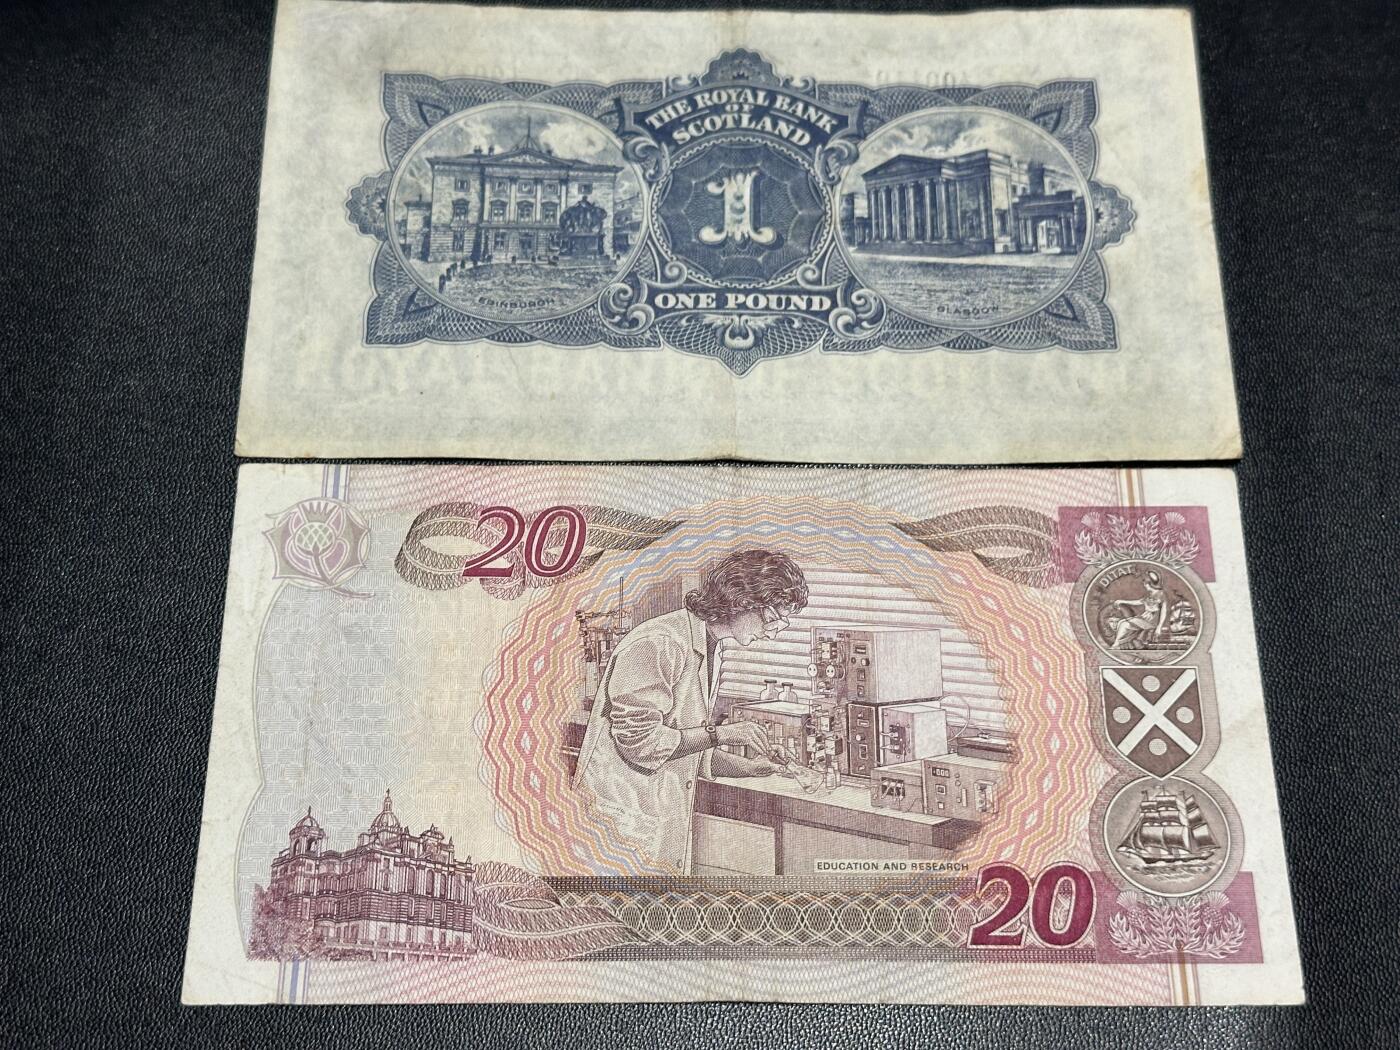 THE ROYAL BANK
OF
SCOTLAND
1
EDINBURGH
GLASGOW
ONE POUND
20
EDUCATION AND RESEARCH
20